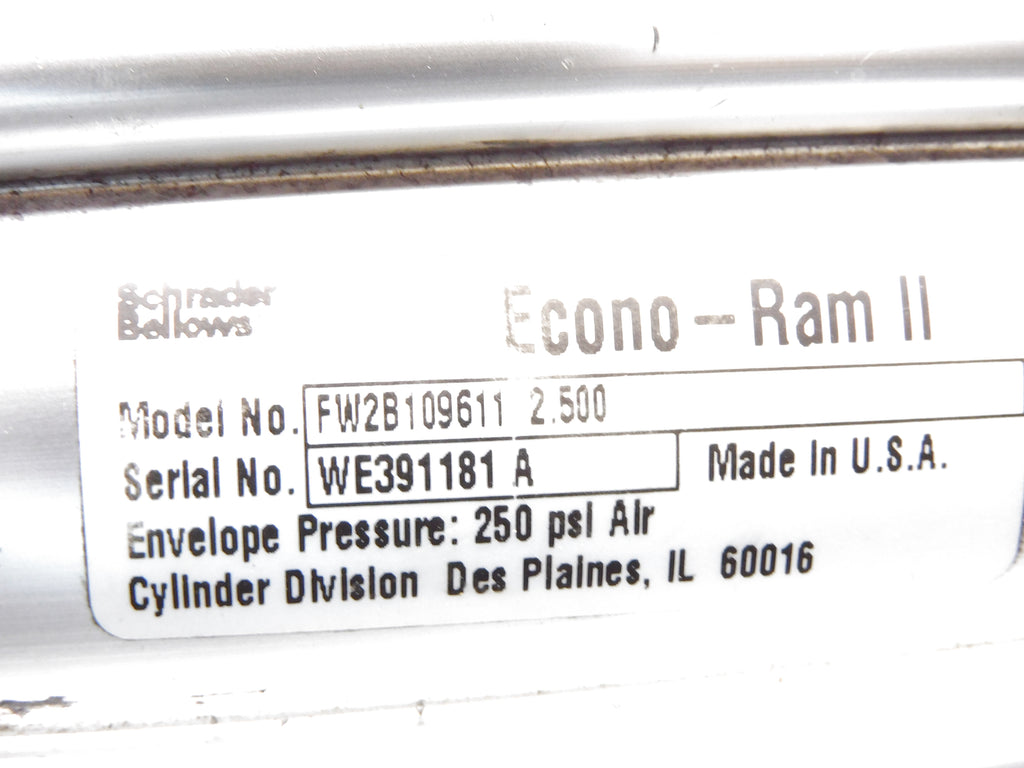 Schrader
Bellows
Econo-Ram II
Model No. FW2B109611 2.500
Serial No. WE391181 A Made In U.S.A.
Envelope Pressure: 250 psi Air
Cylinder Division Des Plaines, IL 60016